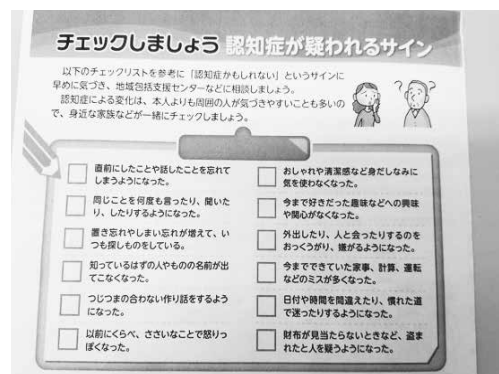 チェックしましょう 認知症が疑われるサイン
以下のチェックリストを参考に「認知症かもしれない」というサインに
早めに気づき、地域包括支援センターなどに相談しましょう。
認知症による変化は、本人よりも周囲の人が気づきやすいことも多いの
で、身近な家族などが一緒にチェックしましょう。
直前にしたことや話したことを忘れて
しまうようになった。
同じことを何度も言ったり、聞いた
り、したりするようになった。
置き忘れやしまい忘れが増えて、い
つも探しものをしている。
知っているはずの人やものの名前が出
てこなくなった。
つじつまの合わない作り話をするよう
になった。
以前にくらべ、ささいなことで怒りっ
ぽくなった。
おしゃれや清潔感など身だしなみに
気を使わなくなった。
今まで好きだった趣味などへの興味
や関心がなくなった。
外出したり、人と会ったりするのを
おっくうがり、嫌がるようになった。
今までできていた家事、計算、運転
などのミスが多くなった。
日付や時間を間違えたり、慣れた道
で迷ったりするようになった。
財布が見当たらないときなど、盗ま
れたと人を疑うようになった。